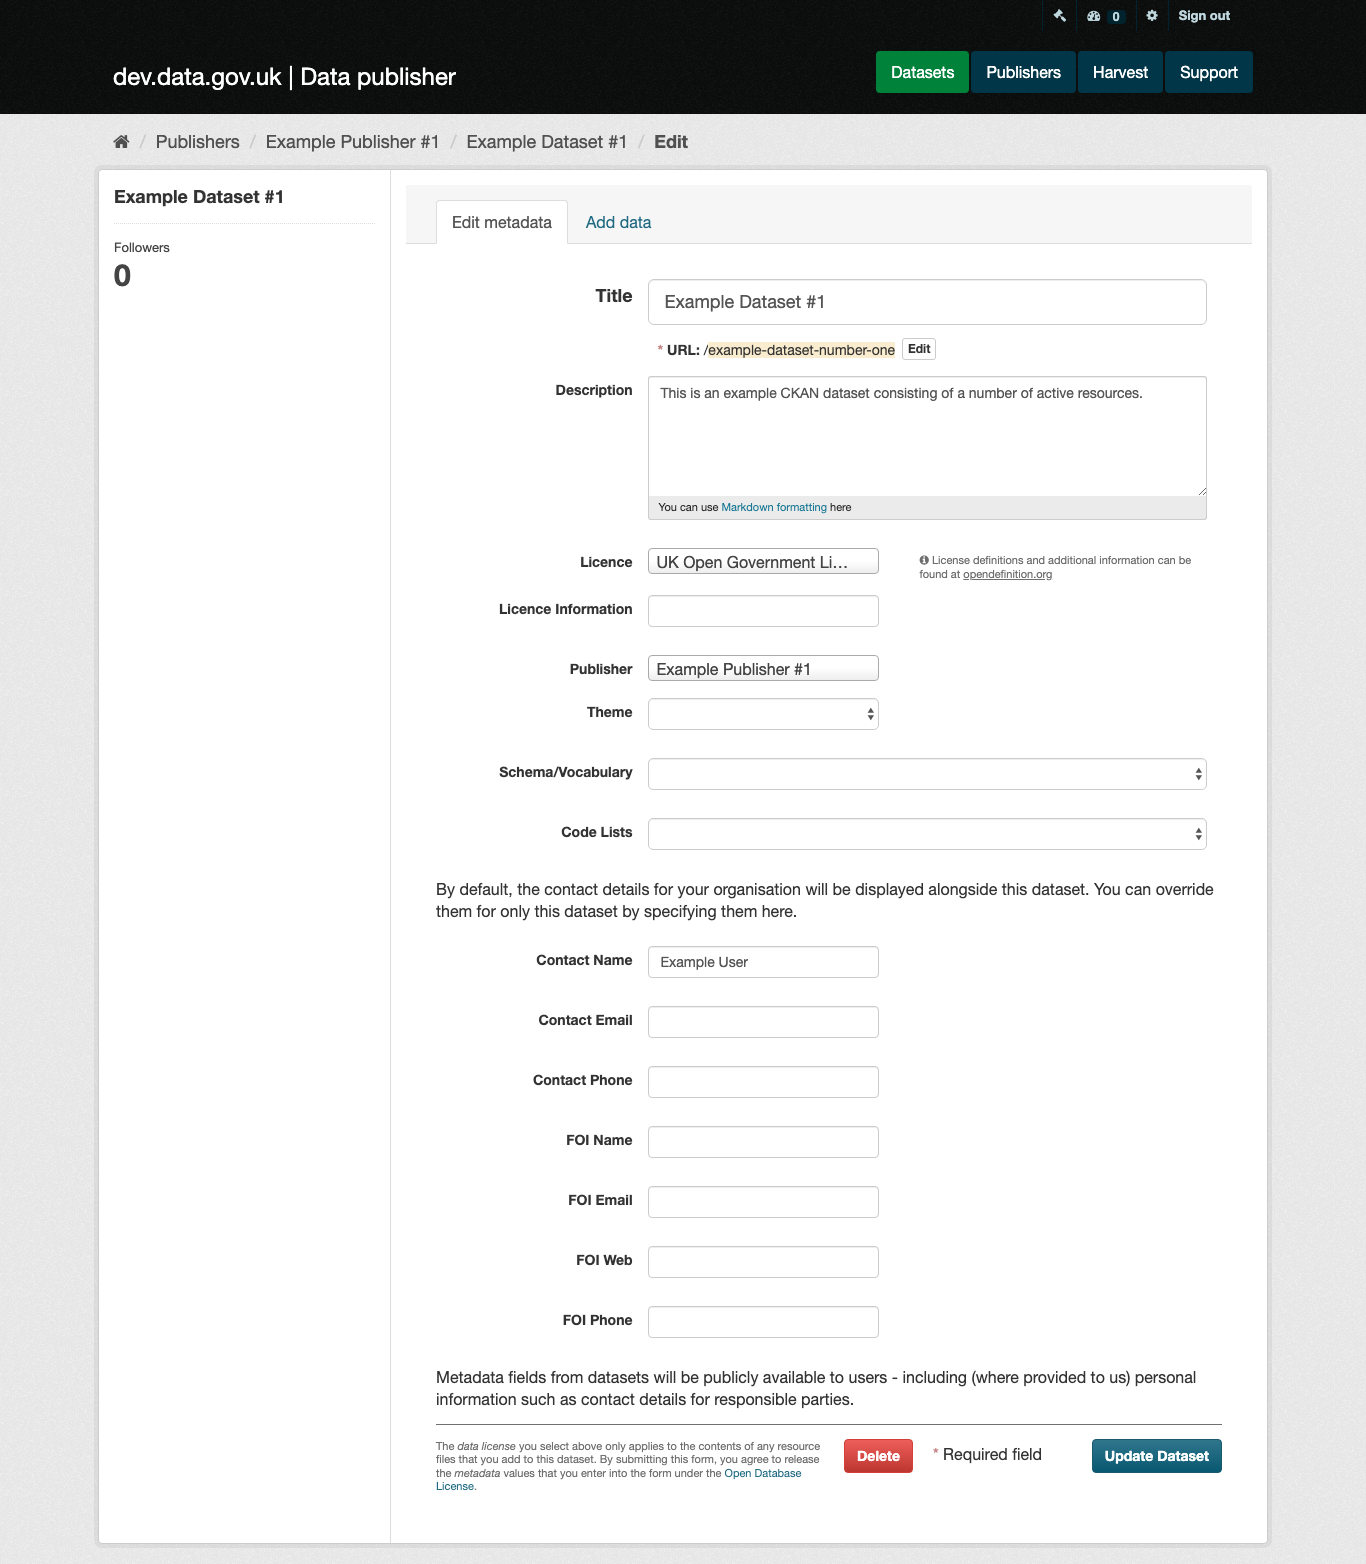 0
Sign out
dev.data.gov.uk | Data publisher
Datasets
Publishers
Harvest
Support
/ Publishers / Example Publisher #1 / Example Dataset #1 / Edit
Example Dataset #1
Followers
0
Edit metadata
Add data
Title
Example Dataset #1
* URL: /example-dataset-number-one
Edit
Description
This is an example CKAN dataset consisting of a number of active resources.
You can use Markdown formatting here
Licence
UK Open Government Li...
License definitions and additional information can be
found at opendefinition.org
Licence Information
Publisher
Example Publisher #1
Theme
Schema/Vocabulary
Code Lists
By default, the contact details for your organisation will be displayed alongside this dataset. You can override
them for only this dataset by specifying them here.
Contact Name
Example User
Contact Email
Contact Phone
FOI Name
FOI Email
FOI Web
FOI Phone
Metadata fields from datasets will be publicly available to users - including (where provided to us) personal
information such as contact details for responsible parties.
The data license you select above only applies to the contents of any resource
files that you add to this dataset. By submitting this form, you agree to release
the metadata values that you enter into the form under the Open Database
License.
Delete
* Required field
Update Dataset